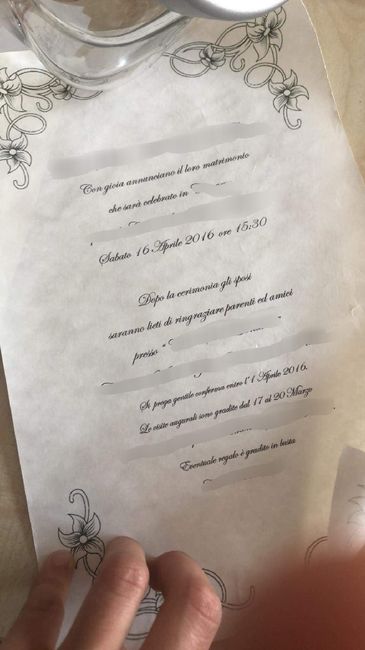 Con gioia annunciano il loro matrimonio
che sarà celebrato in
Sabato 16 Aprile 2016 ore 15:30
Dopo la cerimonia gli sposi
saranno lieti di ringraziare parenti ed amici
presso "
Si prega gentile conferma entro l'1 Aprile 2016.
Le visite augurali sono gradite dal 17 al 20 Marzo
Eventuale regalo è gradito in busta